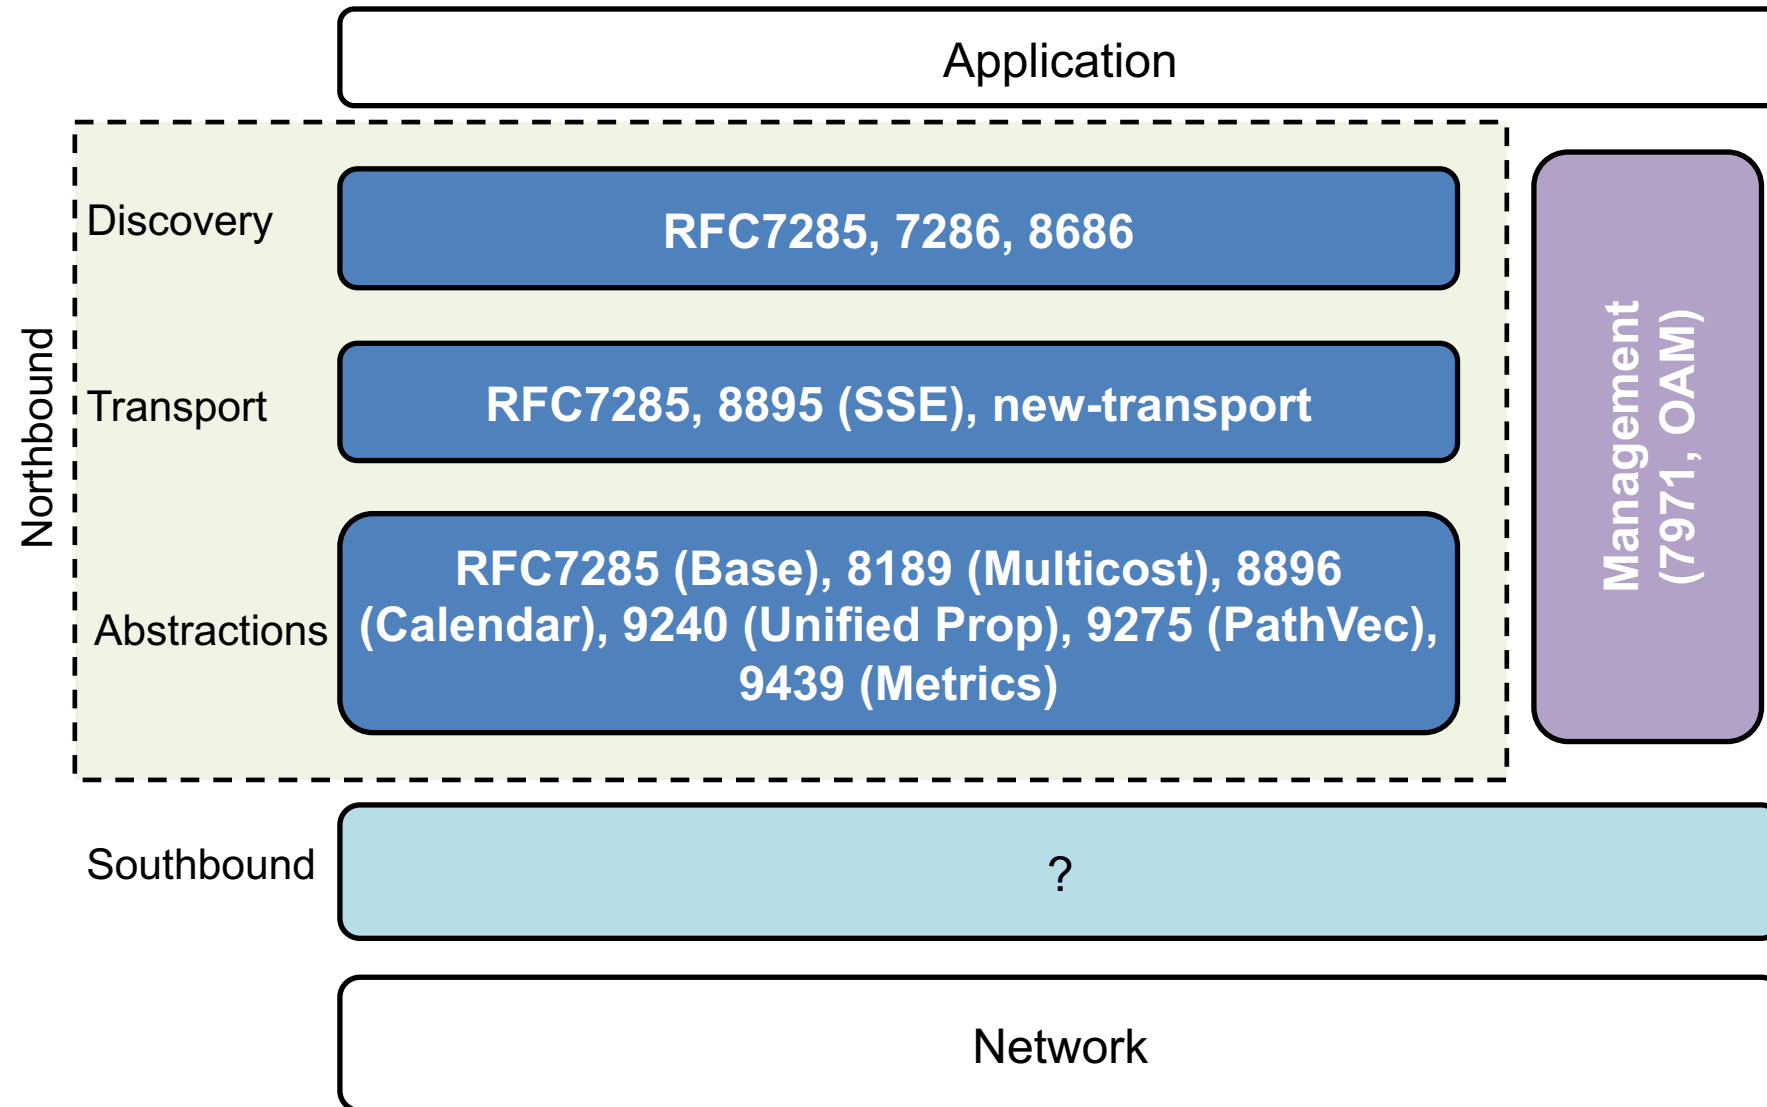 Application
Northbound
Discovery
RFC7285, 7286, 8686
Transport
RFC7285, 8895 (SSE), new-transport
Abstractions
RFC7285 (Base), 8189 (Multicost), 8896
(Calendar), 9240 (Unified Prop), 9275 (PathVec),
9439 (Metrics)
Management
(7971, OAM)
Southbound
?
Network